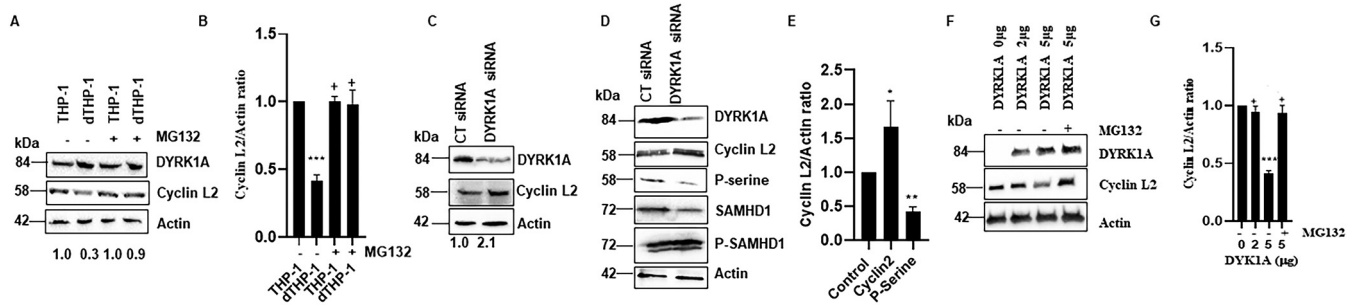 A
THP-1
dTHP-1
THP-1
dTHP-1
kDa
- - + + MG132
84 DYRK1A
58 Cyclin L2
42 Actin
1.0 0.3 1.0 0.9
B
Cyclin L2/Actin ratio
1.5
1.0
0.5
0.0
***
+
+
- - + + MG132
THP-1
dTHP-1
THP-1
dTHP-1
C
CT siRNA
DYRK1A siRNA
kDa
84 DYRK1A
58 Cyclin L2
42 Actin
1.0 2.1
D
CT siRNA
DYRK1A siRNA
kDa
84 DYRK1A
58 Cyclin L2
58 P-serine
72 SAMHD1
72 P-SAMHD1
42 Actin
E
Cyclin L2/Actin ratio
2.5
2.0
1.5
1.0
0.5
0.0
*
**
Control
Cyclin2
P-Serine
F
DYRK1A 0µg
DYRK1A 2µg
DYRK1A 5µg
DYRK1A 5µg
kDa
- - - + MG132
84 DYRK1A
58 Cyclin L2
42 Actin
G
Cyclin L2/Actin ratio
1.5
1.0
0.5
0.0
+
***
+
- - - + MG132
0 2 5 5
DYK1A (µg)